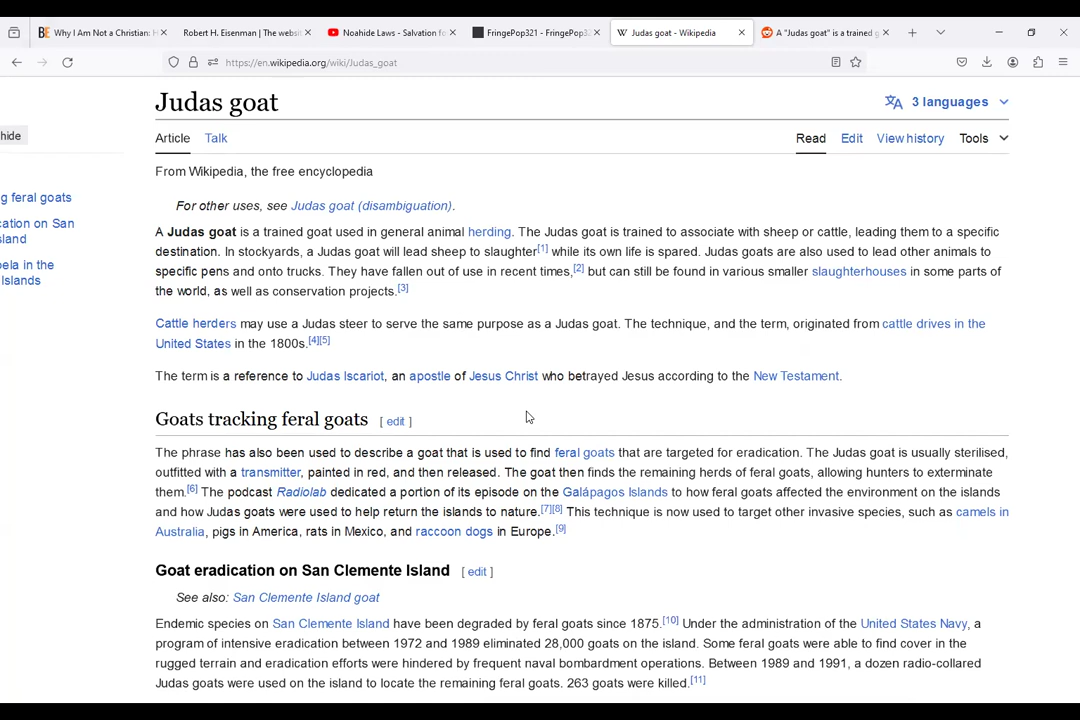 Why I Am Not a Christian: H
Robert H. Eisenman | The websi
Noahide Laws - Salvation fo
FringePop321 - FringePop3
W Judas goat - Wikipedia
A "Judas goat" is a trained g
https://en.wikipedia.org/wiki/Judas_goat
Judas goat
3 languages
hide
Article Talk Read Edit View history Tools
From Wikipedia, the free encyclopedia
g feral goats
For other uses, see Judas goat (disambiguation).
cation on San
sland
A Judas goat is a trained goat used in general animal herding. The Judas goat is trained to associate with sheep or cattle, leading them to a specific
destination. In stockyards, a Judas goat will lead sheep to slaughter[1] while its own life is spared. Judas goats are also used to lead other animals to
specific pens and onto trucks. They have fallen out of use in recent times,[2] but can still be found in various smaller slaughterhouses in some parts of
the world, as well as conservation projects.[3]
pela in the
Islands
Cattle herders may use a Judas steer to serve the same purpose as a Judas goat. The technique, and the term, originated from cattle drives in the
United States in the 1800s.[4][5]
The term is a reference to Judas Iscariot, an apostle of Jesus Christ who betrayed Jesus according to the New Testament.
Goats tracking feral goats [ edit ]
The phrase has also been used to describe a goat that is used to find feral goats that are targeted for eradication. The Judas goat is usually sterilised,
outfitted with a transmitter, painted in red, and then released. The goat then finds the remaining herds of feral goats, allowing hunters to exterminate
them.[6] The podcast Radiolab dedicated a portion of its episode on the Galápagos Islands to how feral goats affected the environment on the islands
and how Judas goats were used to help return the islands to nature.[7][8] This technique is now used to target other invasive species, such as camels in
Australia, pigs in America, rats in Mexico, and raccoon dogs in Europe.[9]
Goat eradication on San Clemente Island [ edit ]
See also: San Clemente Island goat
Endemic species on San Clemente Island have been degraded by feral goats since 1875.[10] Under the administration of the United States Navy, a
program of intensive eradication between 1972 and 1989 eliminated 28,000 goats on the island. Some feral goats were able to find cover in the
rugged terrain and eradication efforts were hindered by frequent naval bombardment operations. Between 1989 and 1991, a dozen radio-collared
Judas goats were used on the island to locate the remaining feral goats. 263 goats were killed.[11]